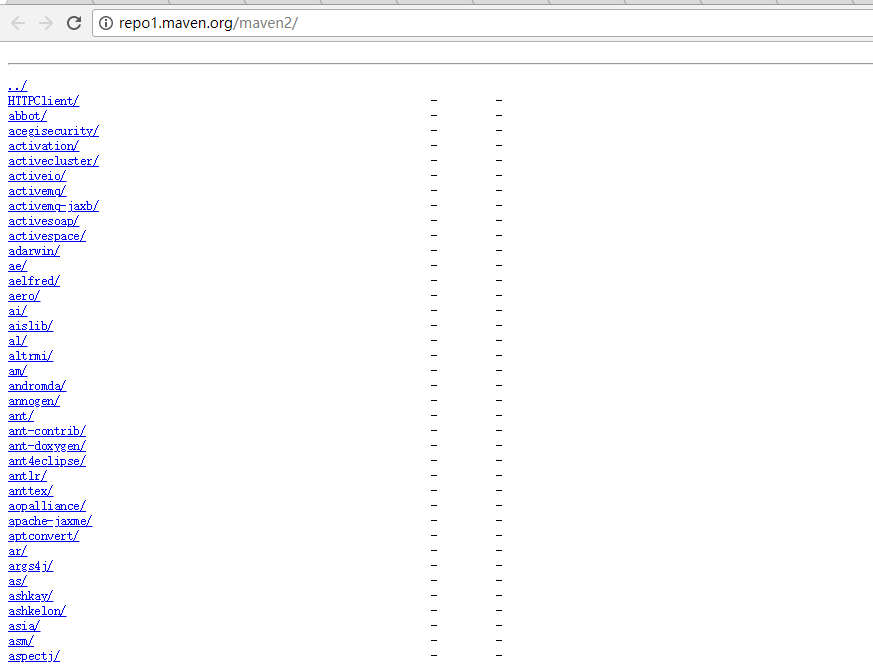 repo1.maven.org/maven2/
../
HTTPClient/ - -
abbot/ - -
acegisecurity/ - -
activation/ - -
activecluster/ - -
activeio/ - -
activemq/ - -
activemq-jaxb/ - -
activesoap/ - -
activespace/ - -
adarwin/ - -
ae/ - -
aelfred/ - -
aero/ - -
ai/ - -
aislib/ - -
al/ - -
altrmi/ - -
am/ - -
andromda/ - -
annogen/ - -
ant/ - -
ant-contrib/ - -
ant-doxygen/ - -
ant4eclipse/ - -
antlr/ - -
anttex/ - -
aopalliance/ - -
apache-jaxme/ - -
aptconvert/ - -
ar/ - -
args4j/ - -
as/ - -
ashkay/ - -
ashkelon/ - -
asia/ - -
asm/ - -
aspectj/ - -